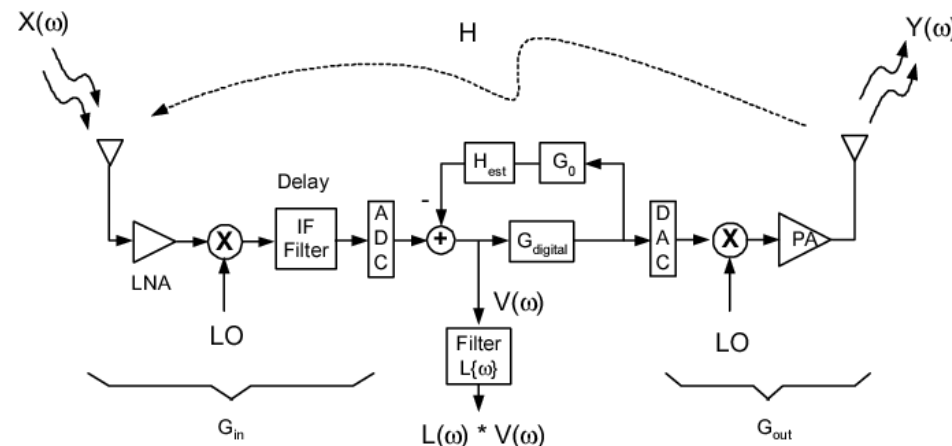 X(ω)
H
Y(ω)
H_est
G_0
Delay
-
IF
Filter
A
D
C
+
G_digital
D
A
C
X
X
PA
LNA
LO
V(ω)
LO
Filter
L{ω}
G_in
L(ω) * V(ω)
G_out